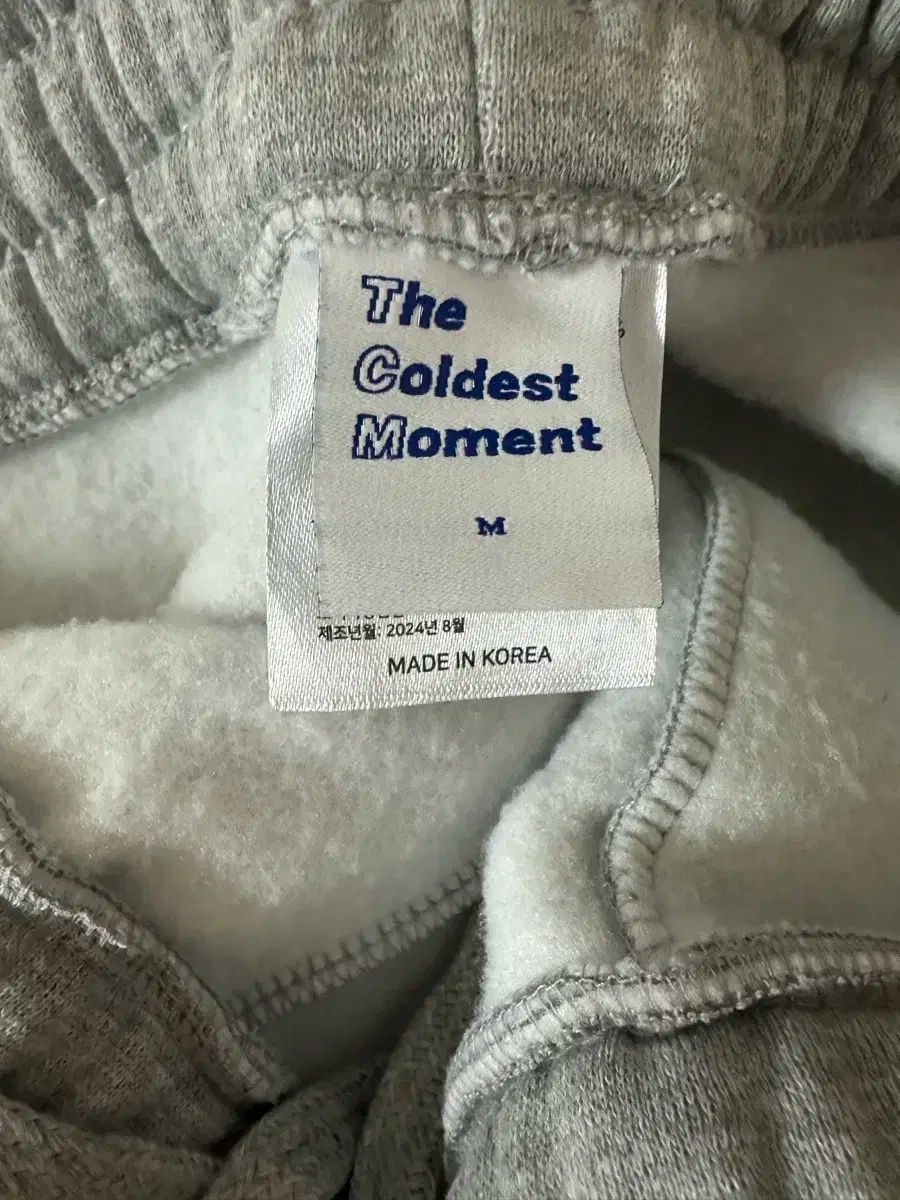 The
Coldest
Moment
M
제조년월: 2024년 8월
MADE IN KOREA